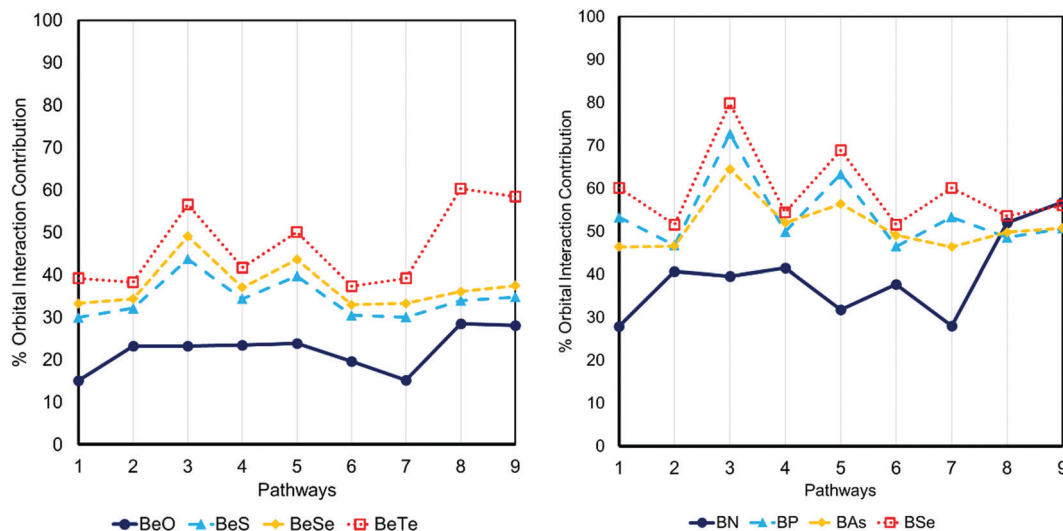 % Orbital Interaction Contribution
100
90
80
70
60
50
40
30
20
10
0
1 2 3 4 5 6 7 8 9
Pathways
BeO BeS BeSe BeTe
% Orbital Interaction Contribution
100
90
80
70
60
50
40
30
20
10
0
1 2 3 4 5 6 7 8 9
Pathways
BN BP BAs BSe